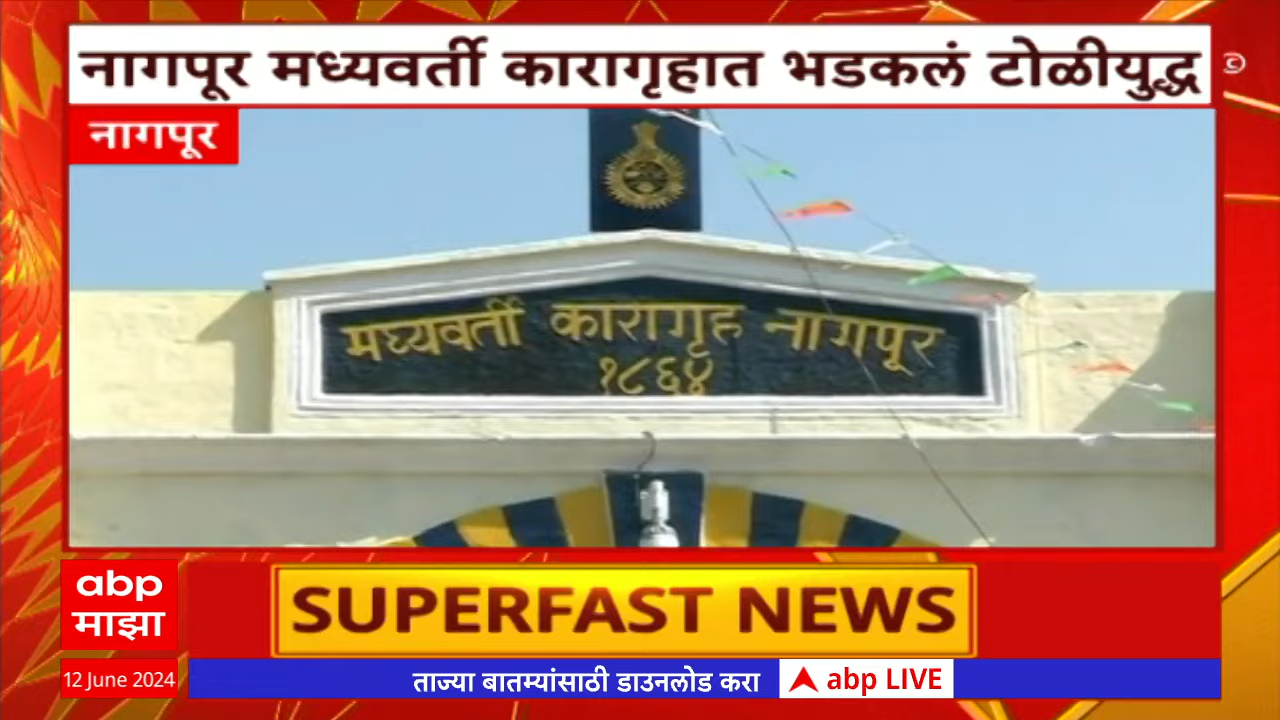 नागपूर मध्यवर्ती कारागृहात भडकलं टोळीयुद्ध
©
नागपूर
मध्यवर्ती कारागृह नागपूर
१८६४
abp
माझा
SUPERFAST NEWS
12 June 2024
ताज्या बातम्यांसाठी डाउनलोड करा
abp LIVE